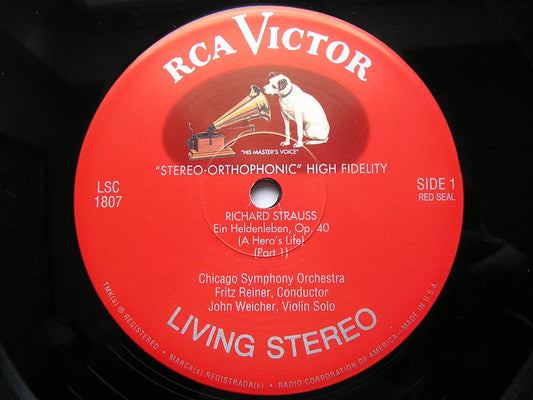 RCA VICTOR
"HIS MASTER'S VOICE"
"STEREO-ORTHOPHONIC" HIGH FIDELITY
LSC
1807
SIDE 1
RED SEAL
RICHARD STRAUSS
Ein Heldenleben, Op. 40
(A Hero's Life)
(Part 1)
Chicago Symphony Orchestra
Fritz Reiner, Conductor
John Weicher, Violin Solo
LIVING STEREO
TMK(s) ® REGISTERED • MARCA(s) REGISTRADA(s) • RADIO CORPORATION OF AMERICA—MADE IN U.S.A.